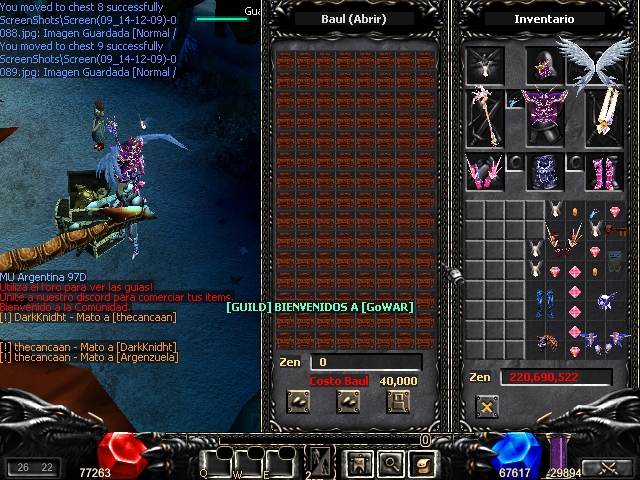 You moved to chest 8 successfully
ScreenShots\Screen(09_14-12-09)-0
088.jpg: Imagen Guardada [Normal /
You moved to chest 9 successfully
ScreenShots\Screen(09_14-12-09)-0
089.jpg: Imagen Guardada [Normal /
Gua
Baul (Abrir)
Inventario
MU Argentina 97D
Utiliza el foro para ver las guias!
Unite a nuestro discord para comerciar tus items.
Bienvenido a la Comunidad.
[GUILD] BIENVENIDOS A [GoWAR]
[!] DarkKnidht - Mato a [thecancaan]
[!] thecancaan - Mato a [DarkKnidht]
[!] thecancaan - Mato a [Argenzuela]
Zen 0
Costo Baul 40,000
Zen 220,690,522
0
26 22
77263
Q
W
E
67617
-29894